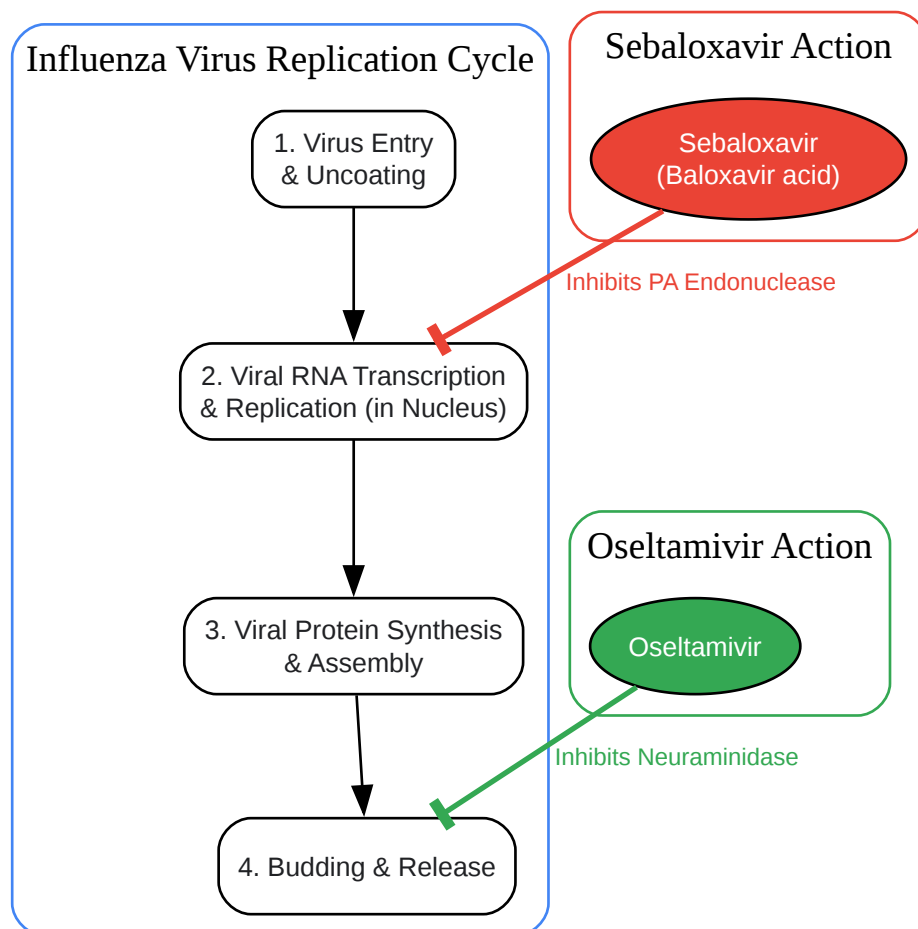 Influenza Virus Replication Cycle
1. Virus Entry
& Uncoating
2. Viral RNA Transcription
& Replication (in Nucleus)
3. Viral Protein Synthesis
& Assembly
4. Budding & Release
Sebaloxavir Action
Sebaloxavir
(Baloxavir acid)
Inhibits PA Endonuclease
Oseltamivir Action
Oseltamivir
Inhibits Neuraminidase